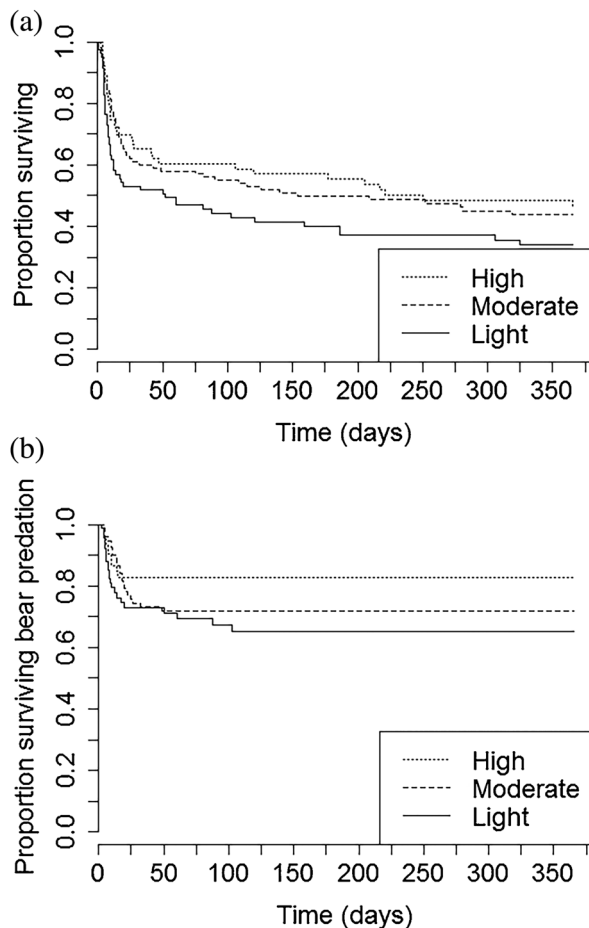 (a)
Proportion surviving
1.0
0.8
0.6
0.4
0.2
0.0
High
Moderate
Light
0 50 100 150 200 250 300 350
Time (days)
(b)
Proportion surviving bear predation
1.0
0.8
0.6
0.4
0.2
0.0
High
Moderate
Light
0 50 100 150 200 250 300 350
Time (days)